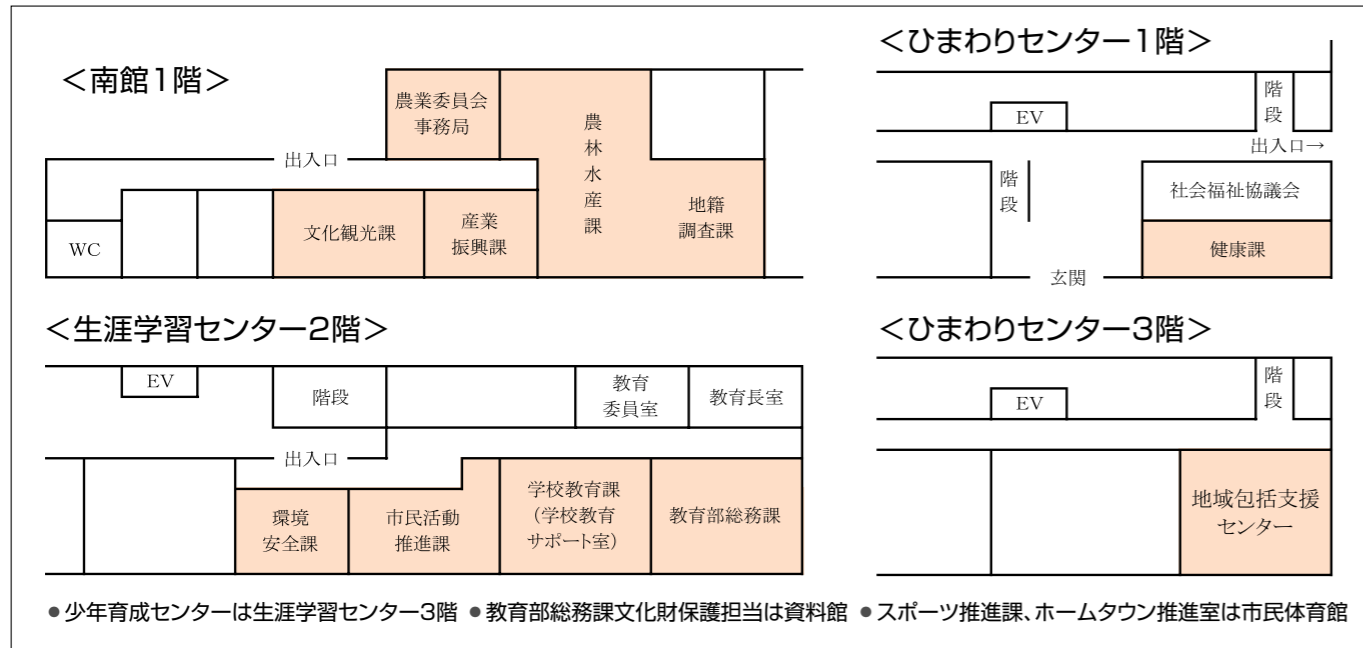 ＜南館1階＞
農業委員会
事務局
農林水産課
出入口
文化観光課
産業
振興課
地籍
調査課
WC
＜ひまわりセンター1階＞
階段
EV
出入口→
階段
社会福祉協議会
健康課
玄関
＜生涯学習センター2階＞
EV
階段
教育
委員室
教育長室
出入口
環境
安全課
市民活動
推進課
学校教育課
(学校教育
サポート室)
教育部総務課
＜ひまわりセンター3階＞
階段
EV
地域包括支援
センター
●少年育成センターは生涯学習センター3階 ●教育部総務課文化財保護担当は資料館 ●スポーツ推進課、ホームタウン推進室は市民体育館